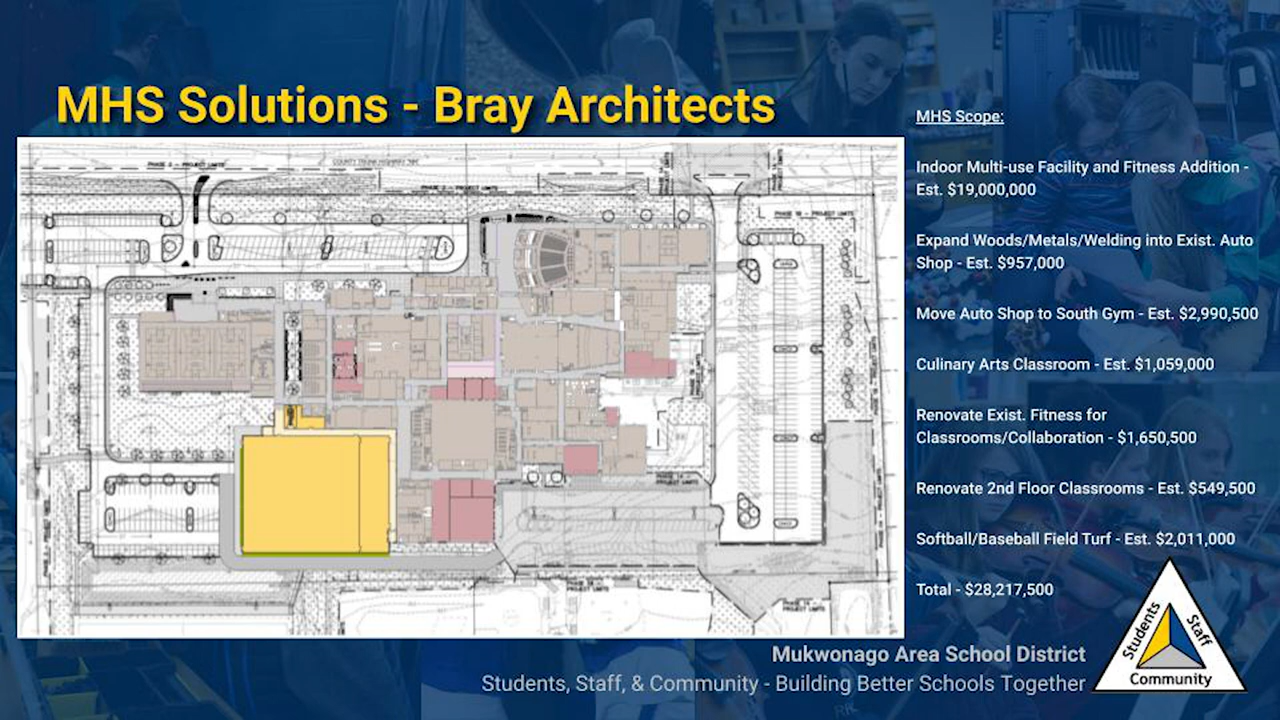 MHS Solutions - Bray Architects
MHS Scope:
Indoor Multi-use Facility and Fitness Addition -
Est. $19,000,000
Expand Woods/Metals/Welding into Exist. Auto
Shop - Est. $957,000
Move Auto Shop to South Gym - Est. $2,990,500
Culinary Arts Classroom - Est. $1,059,000
Renovate Exist. Fitness for
Classrooms/Collaboration - $1,650,500
Renovate 2nd Floor Classrooms - Est. $549,500
Softball/Baseball Field Turf - Est. $2,011,000
Total - $28,217,500
PHASE 2 - PROJECT LIMITS
Mukwonago Area School District
Students, Staff, & Community - Building Better Schools Together
Students
Staff
Community